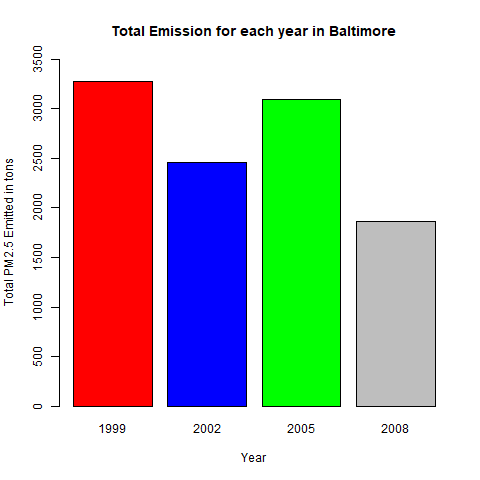 Total Emission for each year in Baltimore
Total PM2.5 Emitted in tons
3500
3000
2500
2000
1500
1000
500
0
1999 2002 2005 2008
Year